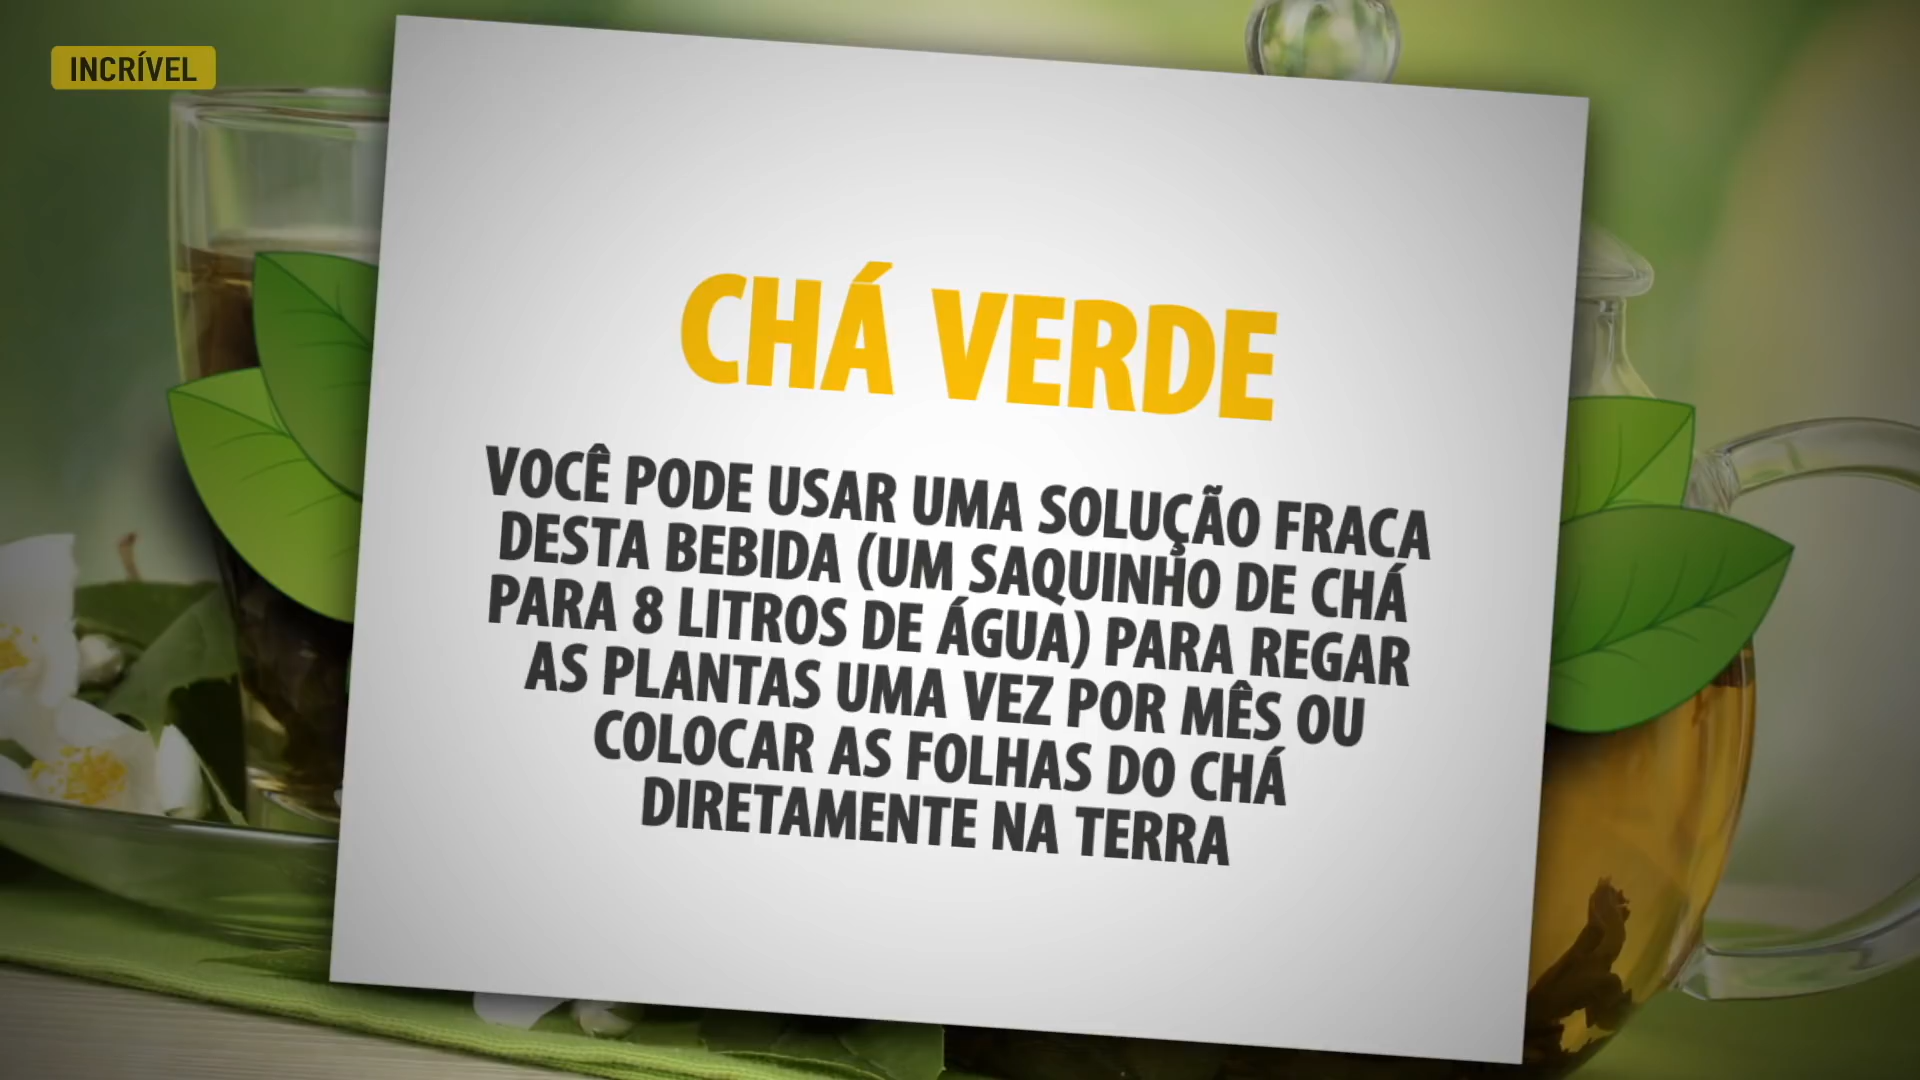 INCRÍVEL
CHÁ VERDE
VOCÊ PODE USAR UMA SOLUÇÃO FRACA
DESTA BEBIDA (UM SAQUINHO DE CHÁ
PARA 8 LITROS DE ÁGUA) PARA REGAR
AS PLANTAS UMA VEZ POR MÊS OU
COLOCAR AS FOLHAS DO CHÁ
DIRETAMENTE NA TERRA